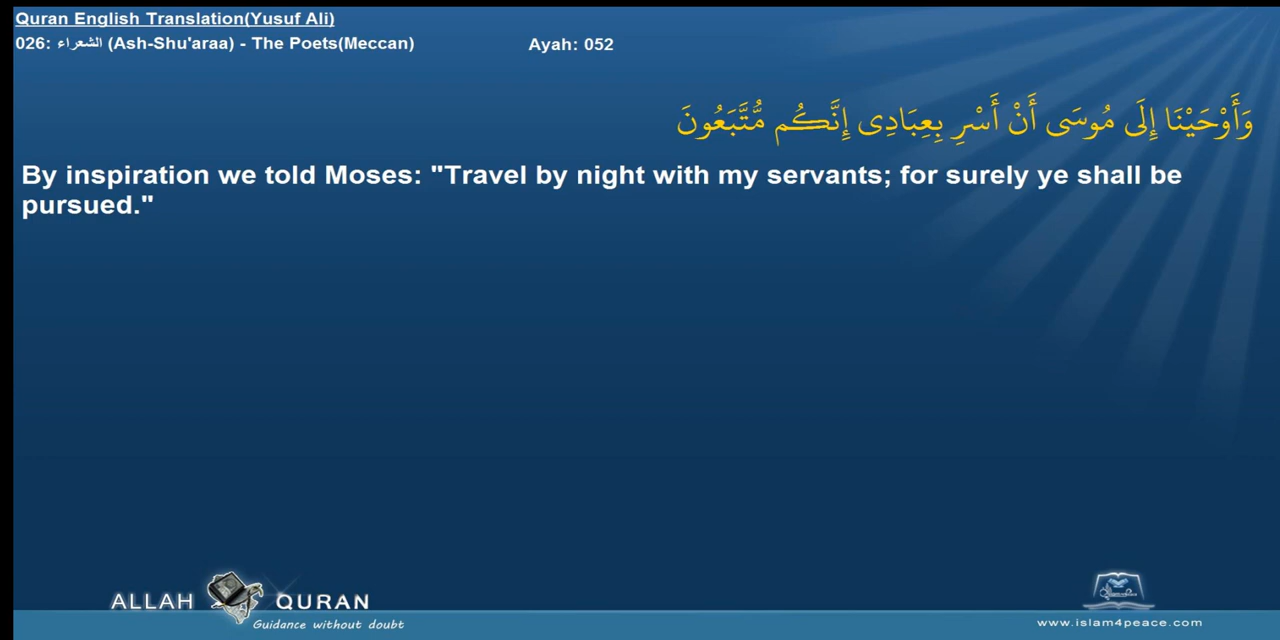 Quran English Translation(Yusuf Ali)
026: الشعراء (Ash-Shu'araa) - The Poets(Meccan) Ayah: 052
وَأَوْحَيْنَا إِلَى مُوسَى أَنْ أَسْرِ بِعِبَادِى إِنَّكُم مُّتَّبَعُونَ
By inspiration we told Moses: "Travel by night with my servants; for surely ye shall be
pursued."
ALLAH QURAN
Guidance without doubt
www.islam4peace.com